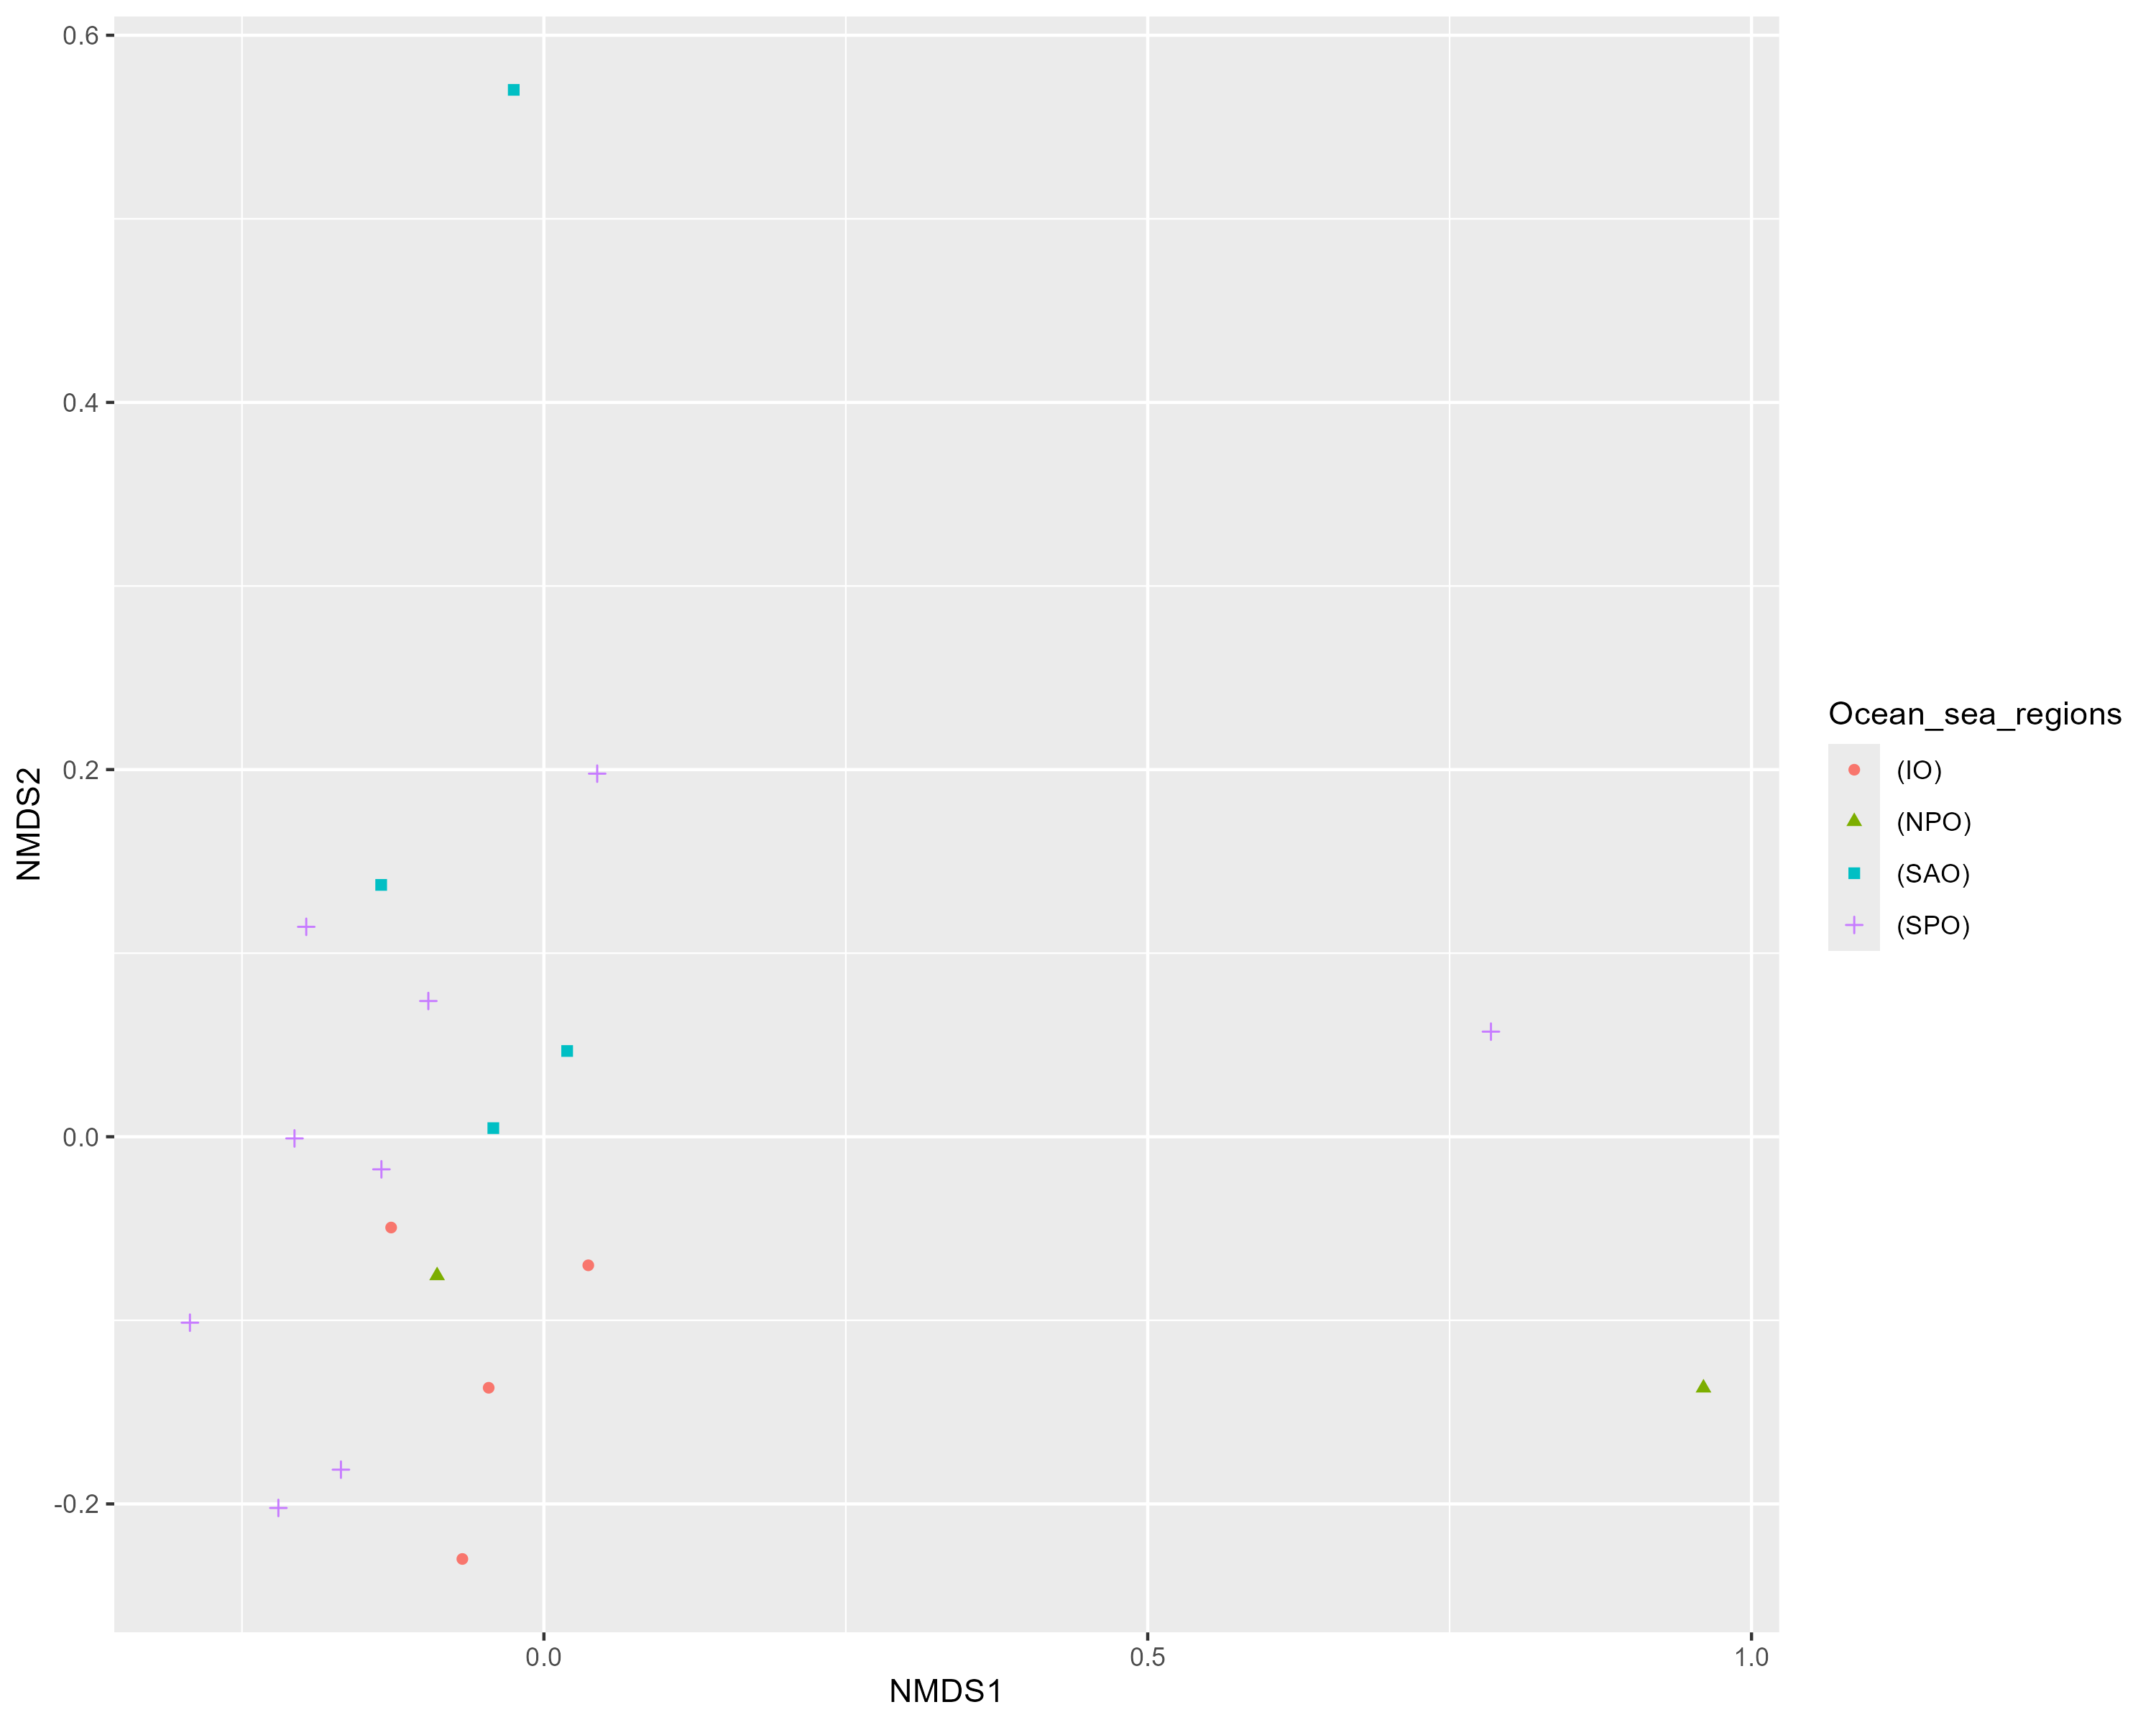 0.6
0.4
0.2
0.0
-0.2
NMDS2
0.0
0.5
1.0
NMDS1
Ocean_sea_regions
(IO)
(NPO)
(SAO)
(SPO)